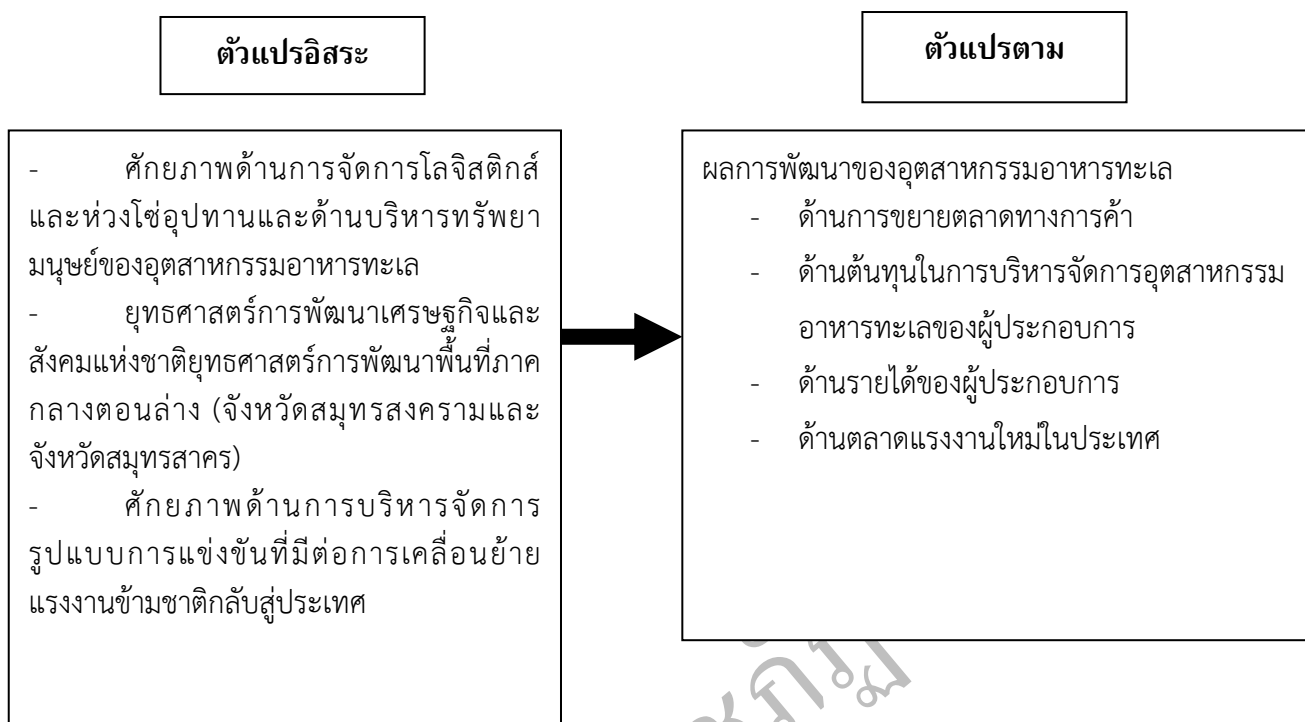 ตัวแปรอิสระ
ตัวแปรตาม
- ศักยภาพด้านการจัดการโลจิสติกส์
และห่วงโซ่อุปทานและด้านบริหารทรัพยา
มนุษย์ของอุตสาหกรรมอาหารทะเล
- ยุทธศาสตร์การพัฒนาเศรษฐกิจและ
สังคมแห่งชาติยุทธศาสตร์การพัฒนาพื้นที่ภาค
กลางตอนล่าง (จังหวัดสมุทรสงครามและ
จังหวัดสมุทรสาคร)
- ศักยภาพด้านการบริหารจัดการ
รูปแบบการแข่งขันที่มีต่อการเคลื่อนย้าย
แรงงานข้ามชาติกลับสู่ประเทศ
ผลการพัฒนาของอุตสาหกรรมอาหารทะเล
- ด้านการขยายตลาดทางการค้า
- ด้านต้นทุนในการบริหารจัดการอุตสาหกรรม
อาหารทะเลของผู้ประกอบการ
- ด้านรายได้ของผู้ประกอบการ
- ด้านตลาดแรงงานใหม่ในประเทศ